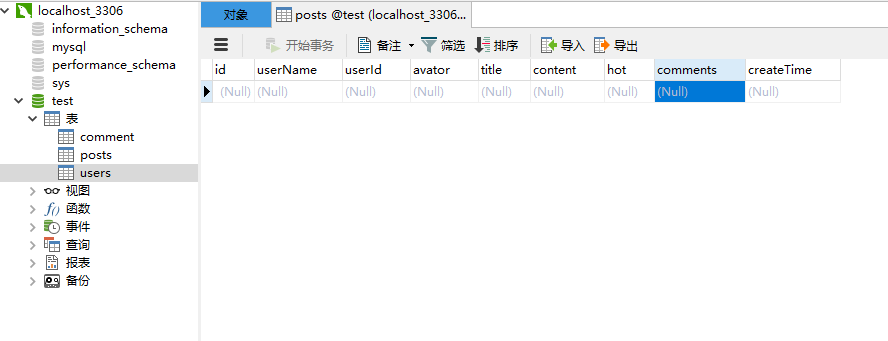 localhost_3306
information_schema
mysql
performance_schema
sys
test
表
comment
posts
users
视图
f() 函数
事件
查询
报表
备份
对象 posts @test (localhost_3306...
开始事务 备注 筛选 排序 导入 导出
id userName userId avator title content hot comments createTime
(Null) (Null) (Null) (Null) (Null) (Null) (Null) (Null) (Null)